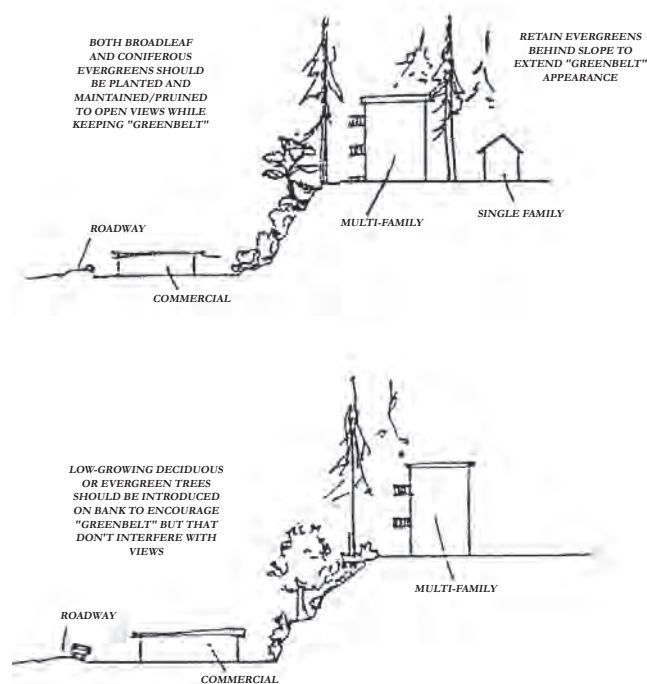 BOTH BROADLEAF
AND CONIFEROUS
EVERGREENS SHOULD
BE PLANTED AND
MAINTAINED/PRUINED
TO OPEN VIEWS WHILE
KEEPING "GREENBELT"
RETAIN EVERGREENS
BEHIND SLOPE TO
EXTEND "GREENBELT"
APPEARANCE
ROADWAY
COMMERCIAL
MULTI-FAMILY
SINGLE FAMILY
LOW-GROWING DECIDUOUS
OR EVERGREEN TREES
SHOULD BE INTRODUCED
ON BANK TO ENCOURAGE
"GREENBELT" BUT THAT
DON'T INTERFERE WITH
VIEWS
ROADWAY
COMMERCIAL
MULTI-FAMILY